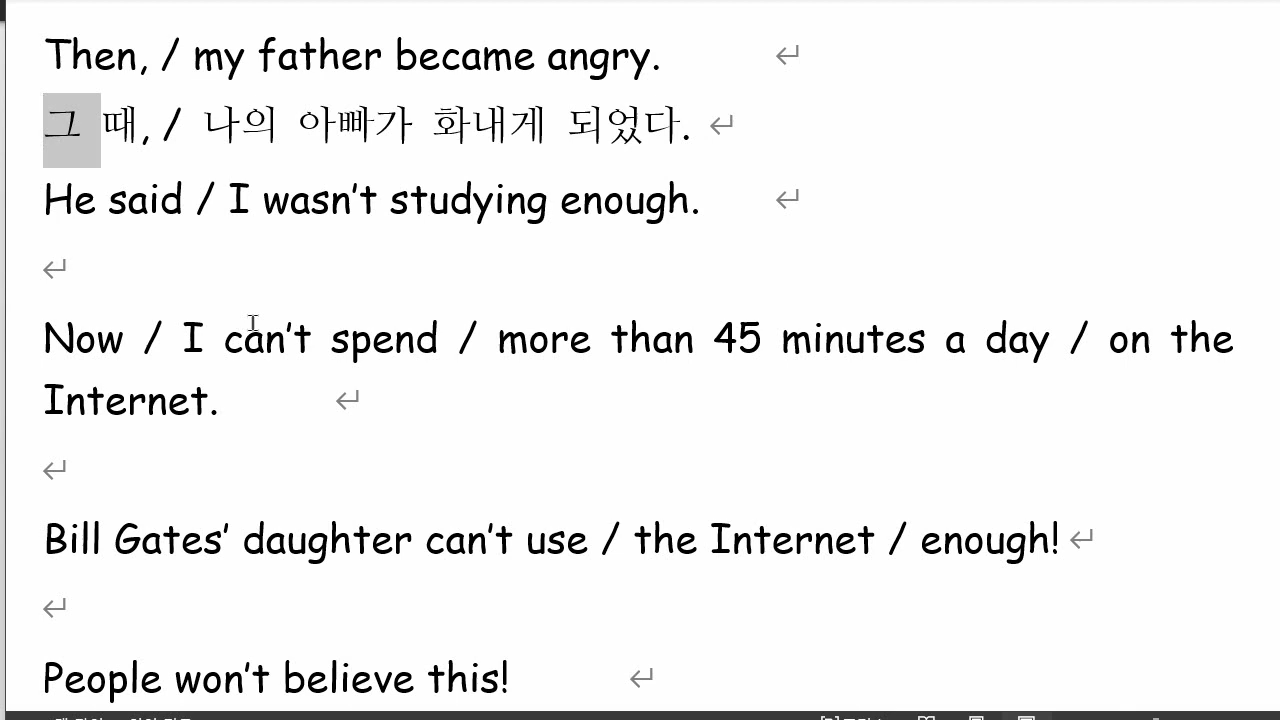 Then, / my father became angry.
그 때, / 나의 아빠가 화내게 되었다.
He said / I wasn't studying enough.
Now / I can't spend / more than 45 minutes a day / on the
Internet.
Bill Gates' daughter can't use / the Internet / enough!
People won't believe this!